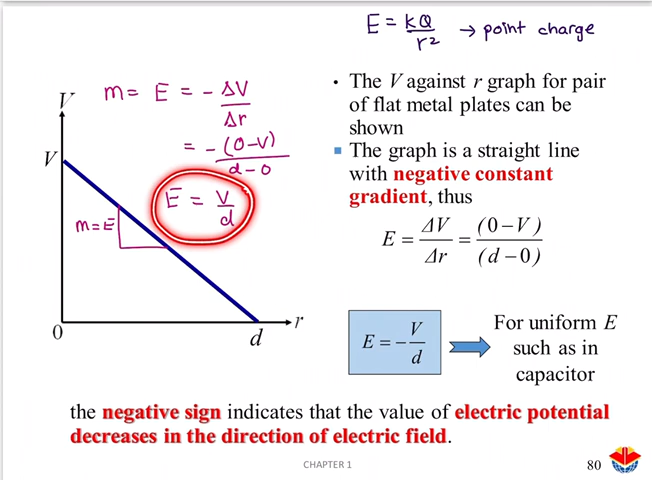 E = kQ/r² → point charge
V
m = E = - ΔV/Δr
= - (0-V)/d-0
E = V/d
V
m = E
0
d
r
• The V against r graph for pair
of flat metal plates can be
shown
▪ The graph is a straight line
with negative constant
gradient, thus
E = ΔV/Δr = (0-V)/(d-0)
E = - V/d
For uniform E
such as in
capacitor
the negative sign indicates that the value of electric potential
decreases in the direction of electric field.
CHAPTER 1
80